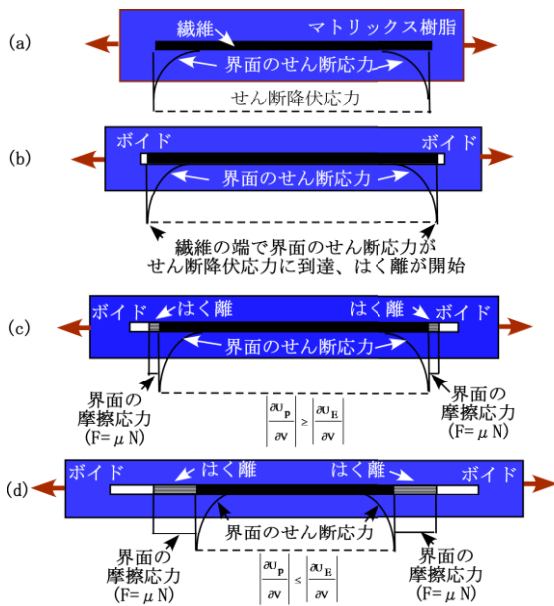 (a)
繊維
マトリックス樹脂
界面のせん断応力
せん断降伏応力
(b)
ボイド
ボイド
界面のせん断応力
繊維の端で界面のせん断応力が
せん断降伏応力に到達、はく離が開始
(c)
ボイド
はく離
はく離
ボイド
界面のせん断応力
界面の
摩擦応力
(F=μN)
|∂U_P/∂V| ≥ |∂U_E/∂V|
界面の
摩擦応力
(F=μN)
(d)
ボイド
はく離
はく離
ボイド
界面のせん断応力
界面の
摩擦応力
(F=μN)
|∂U_P/∂V| ≤ |∂U_E/∂V|
界面の
摩擦応力
(F=μN)